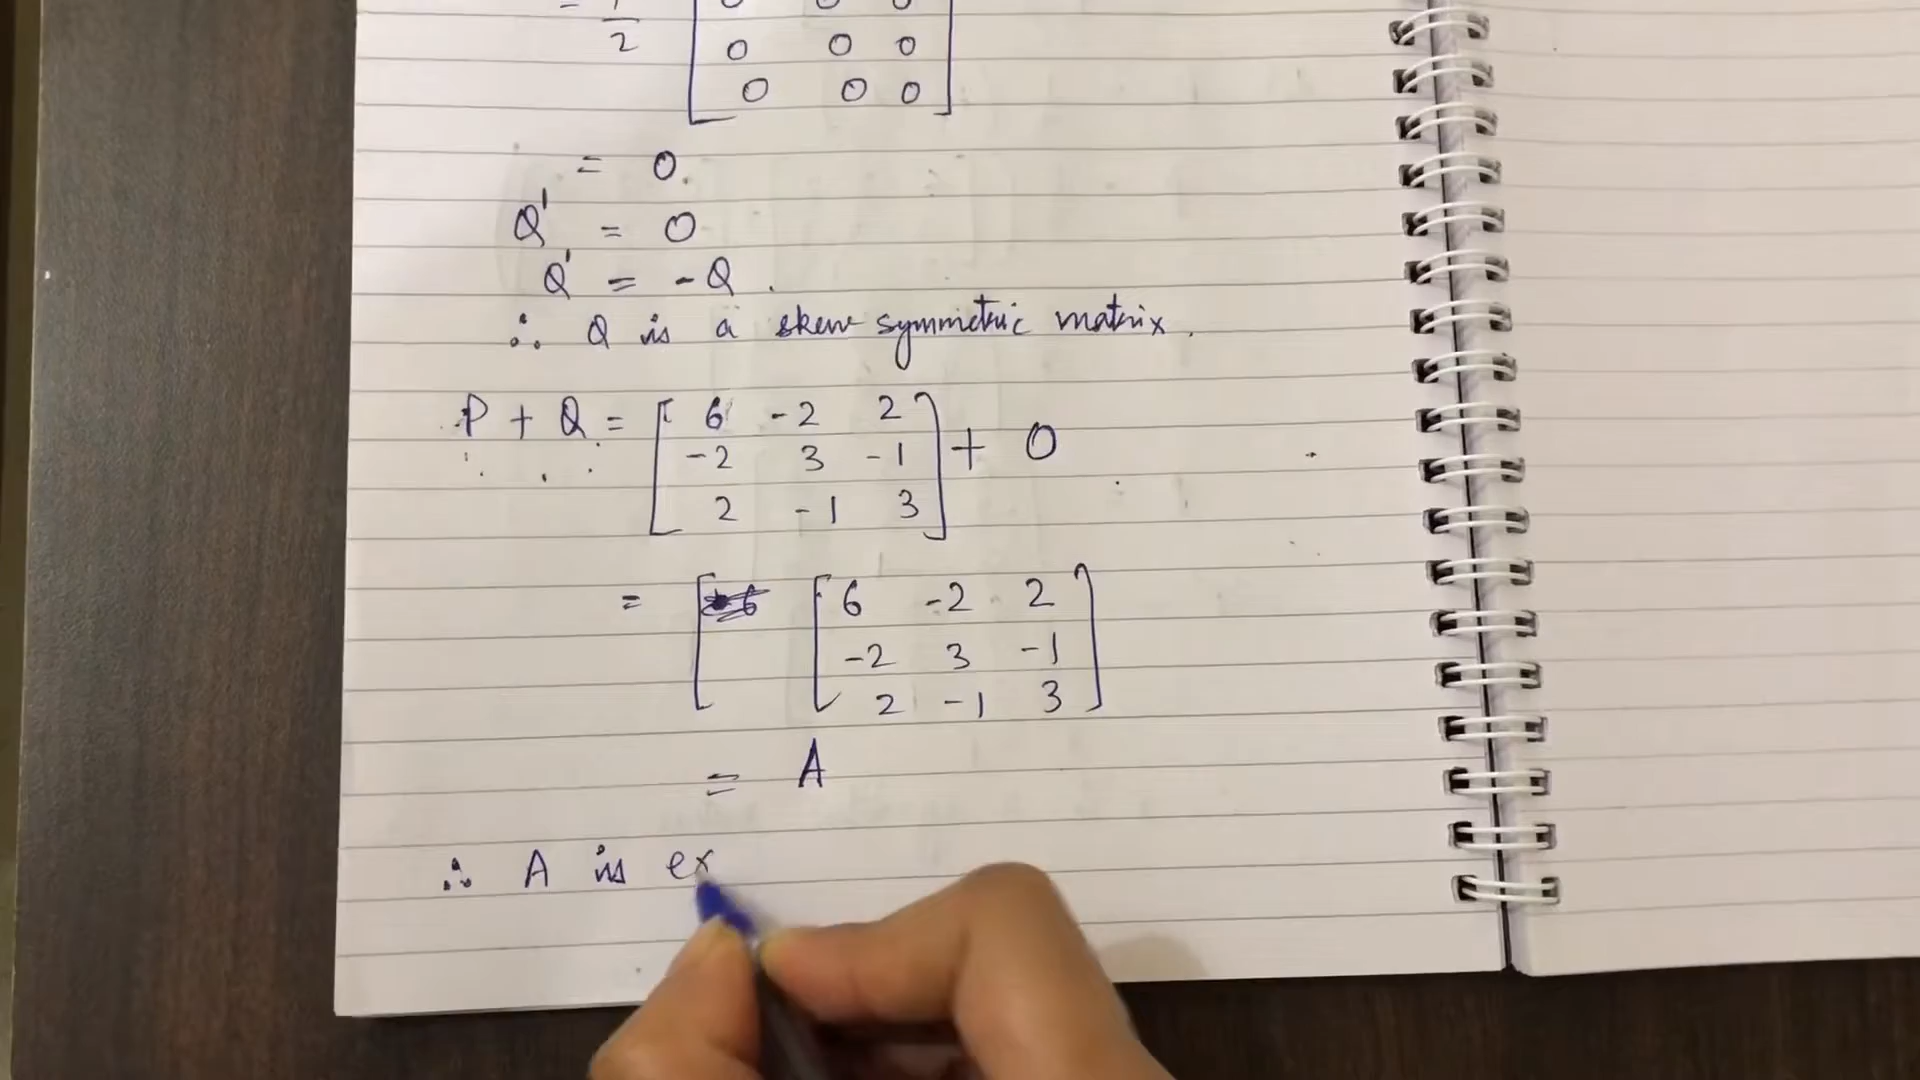 = 1/2 [ 0 0 0
0 0 0
0 0 0 ]
= 0.
Q' = 0
Q' = -Q.
∴ Q is a skew symmetric matrix.
P + Q = [ 6 -2 2
-2 3 -1
2 -1 3 ] + 0
= [ [ 6 -2 2
-2 3 -1
2 -1 3 ]
= A
∴ A is ex